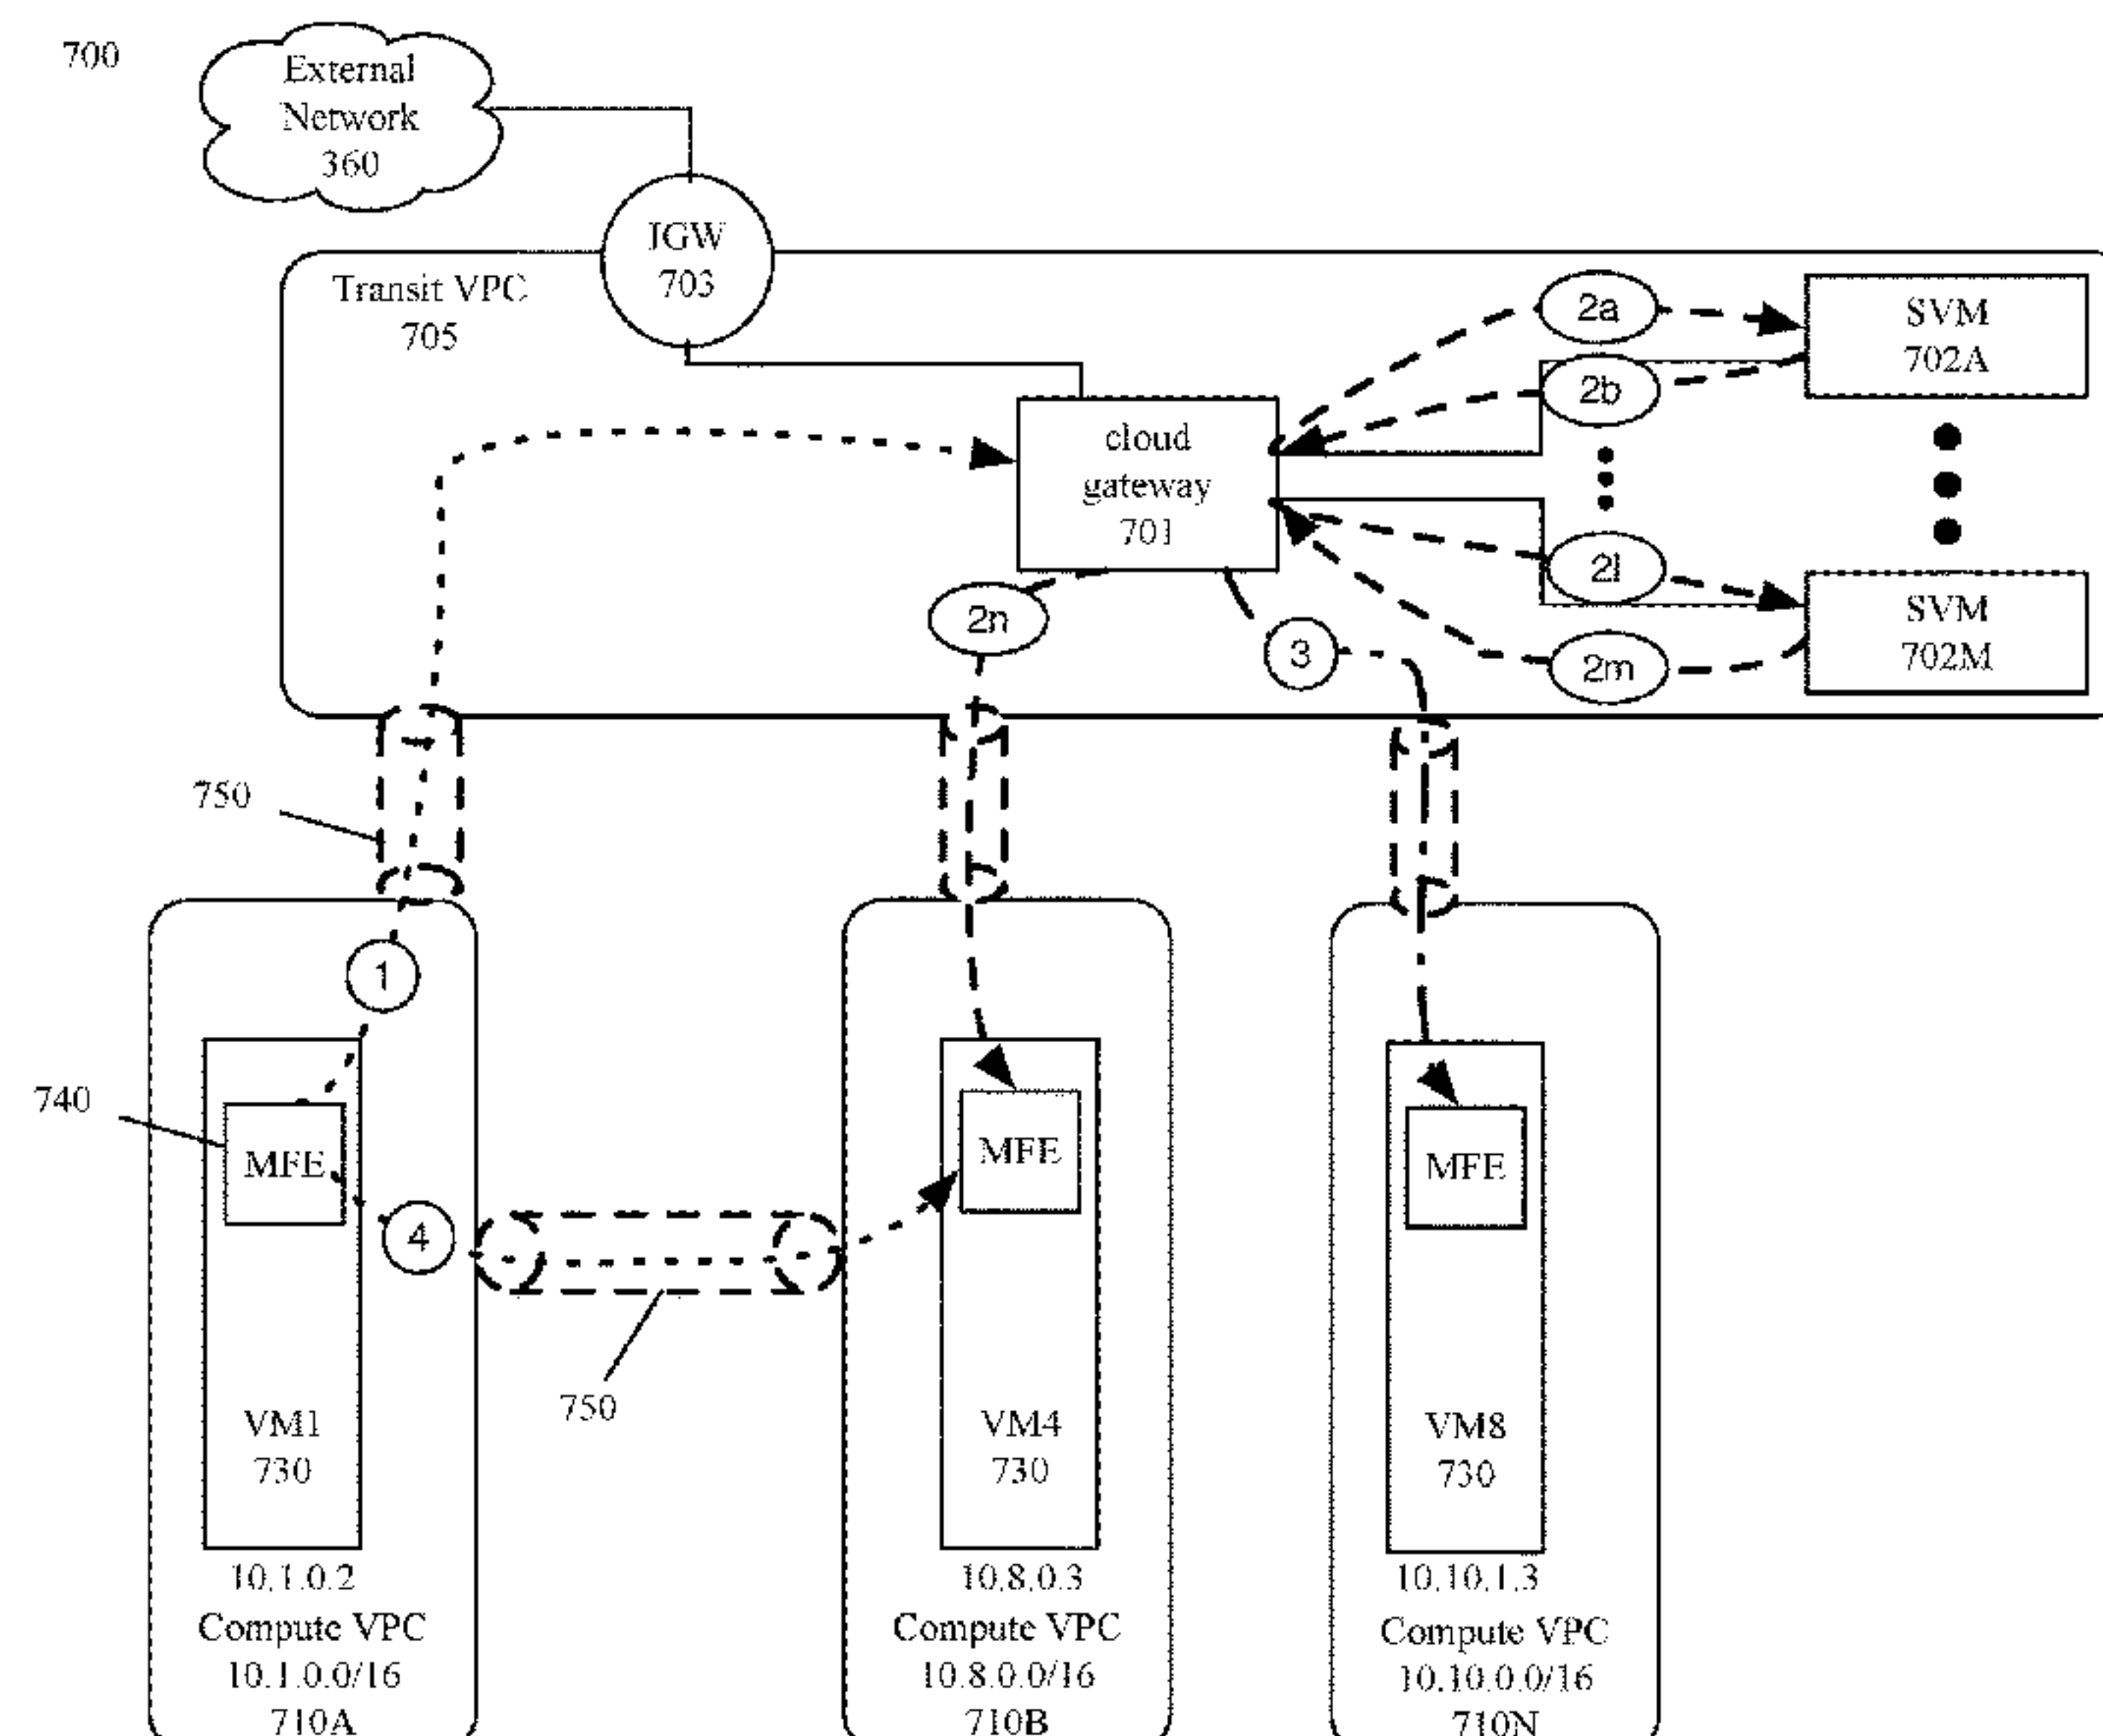 700
External
Network
360
IGW
703
Transit VPC
705
2a
SVM
702A
2b
cloud
gateway
701
2l
2n
3
2m
SVM
702M
750
1
740
MFE
MFE
MFE
4
750
VM1
730
VM4
730
VM8
730
10.1.0.2
10.8.0.3
10.10.1.3
Compute VPC
10.1.0.0/16
710A
Compute VPC
10.8.0.0/16
710B
Compute VPC
10.10.0.0/16
710N